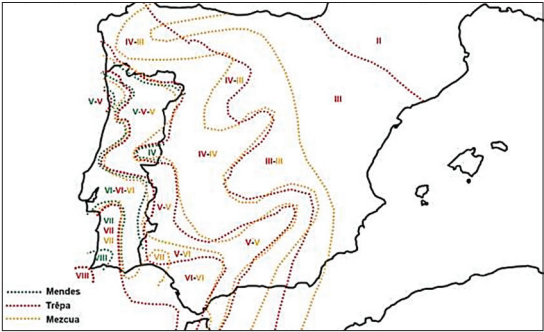 II
IV-III
IV-III
III
V-V
V-V-V
IV
IV-IV
III-III
VI-VI-VI
V-V
VII
VII
VII
V-V
V-VI
VII
VIII
VIII
VI-VI
Mendes
Trêpa
Mezcua